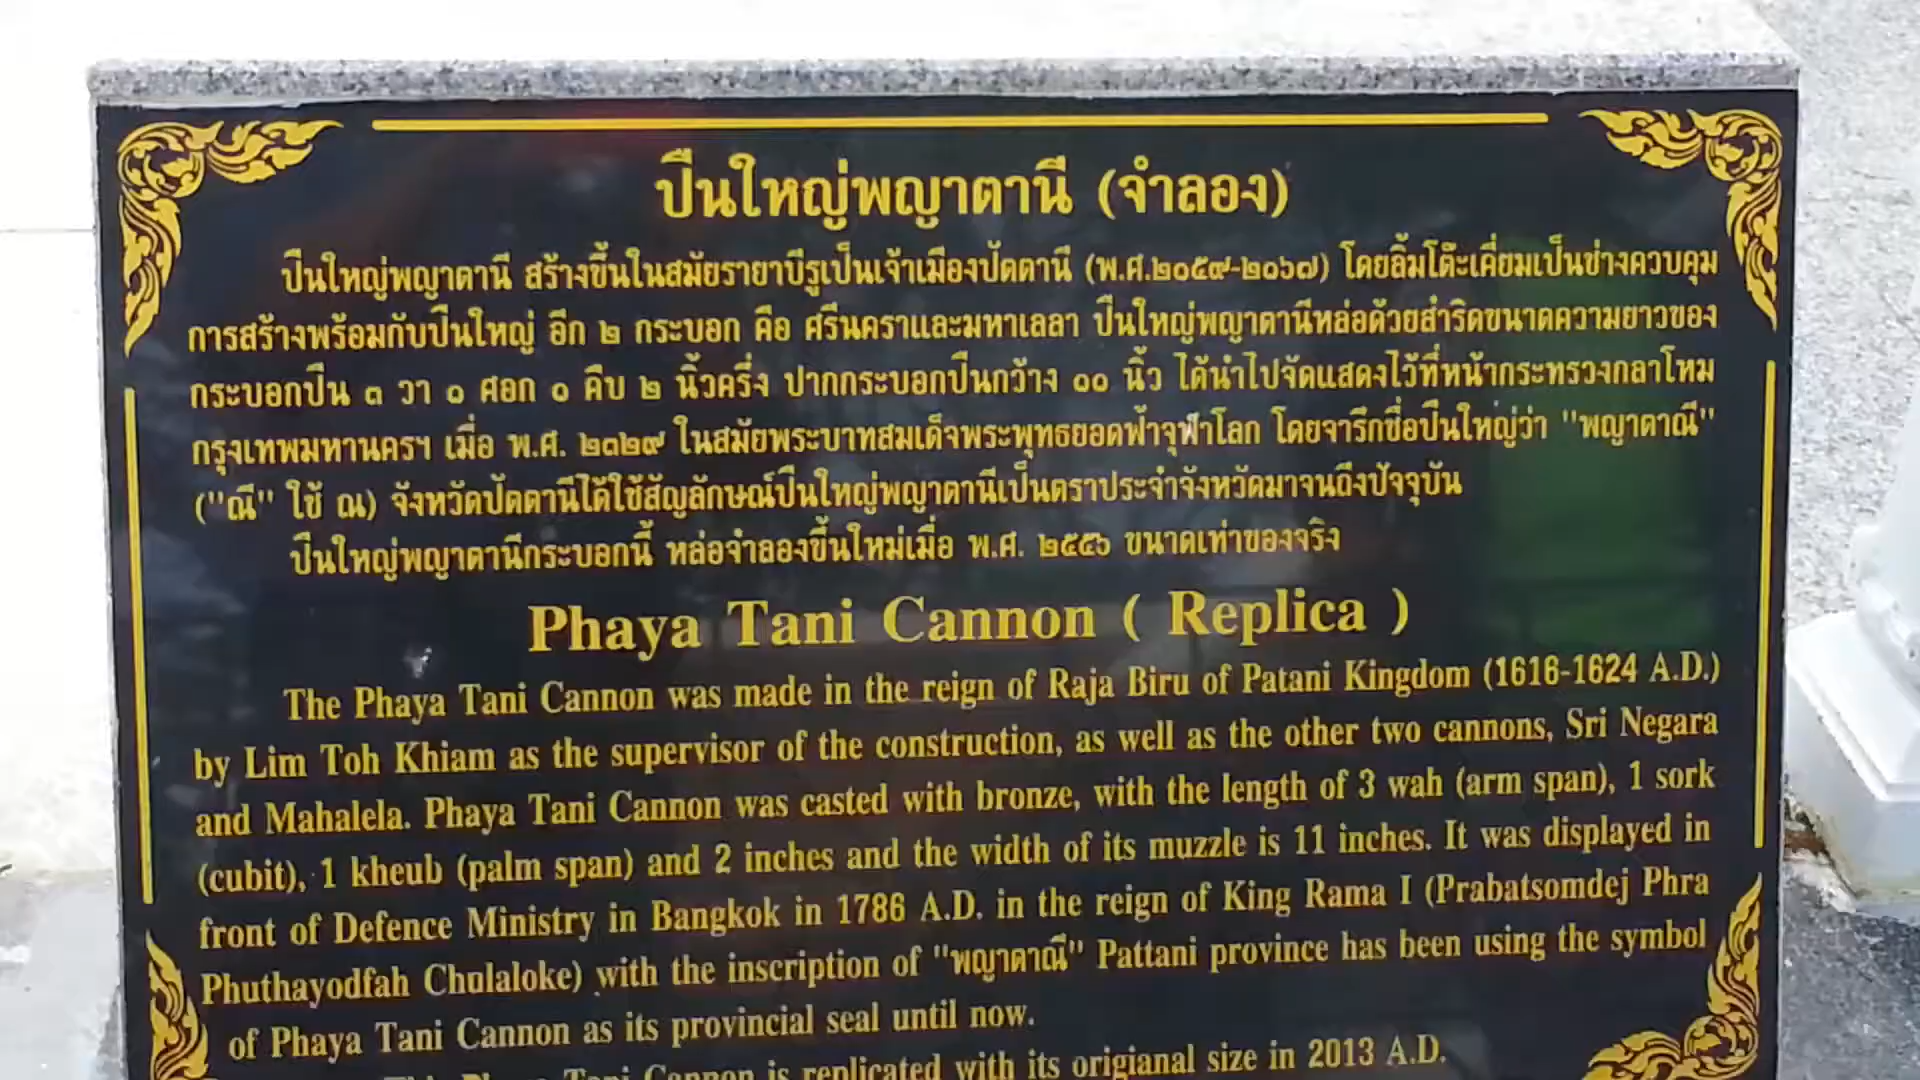 ปืนใหญ่พญาตานี (จำลอง)
ปืนใหญ่พญาตานี สร้างขึ้นในสมัยรายาบีรูเป็นเจ้าเมืองปัตตานี (พ.ศ.๒๐๕๙-๒๐๖๗) โดยลิ้มโต๊ะเคี่ยมเป็นช่างควบคุม
การสร้างพร้อมกับปืนใหญ่ อีก ๒ กระบอก คือ ศรีนคราและมหาเลลา ปืนใหญ่พญาตานีหล่อด้วยสำริดขนาดความยาวของ
กระบอกปืน ๓ วา ๑ ศอก ๑ คืบ ๒ นิ้วครึ่ง ปากกระบอกปืนกว้าง ๑๑ นิ้ว ได้นำไปจัดแสดงไว้ที่หน้ากระทรวงกลาโหม
กรุงเทพมหานครฯ เมื่อ พ.ศ. ๒๓๒๙ ในสมัยพระบาทสมเด็จพระพุทธยอดฟ้าจุฬาโลก โดยจารึกชื่อปืนใหญ่ว่า "พญาตาณี"
("ณี" ใช้ ณ) จังหวัดปัตตานีได้ใช้สัญลักษณ์ปืนใหญ่พญาตานีเป็นตราประจำจังหวัดมาจนถึงปัจจุบัน
ปืนใหญ่พญาตานีกระบอกนี้ หล่อจำลองขึ้นใหม่เมื่อ พ.ศ. ๒๕๕๖ ขนาดเท่าของจริง
Phaya Tani Cannon ( Replica )
The Phaya Tani Cannon was made in the reign of Raja Biru of Patani Kingdom (1616-1624 A.D.)
by Lim Toh Khiam as the supervisor of the construction, as well as the other two cannons, Sri Negara
and Mahalela. Phaya Tani Cannon was casted with bronze, with the length of 3 wah (arm span), 1 sork
(cubit), 1 kheub (palm span) and 2 inches and the width of its muzzle is 11 inches. It was displayed in
front of Defence Ministry in Bangkok in 1786 A.D. in the reign of King Rama I (Prabatsomdej Phra
Phuthayodfah Chulaloke) with the inscription of "พญาตาณี" Pattani province has been using the symbol
of Phaya Tani Cannon as its provincial seal until now.
This Phaya Tani Cannon is replicated with its origianal size in 2013 A.D.